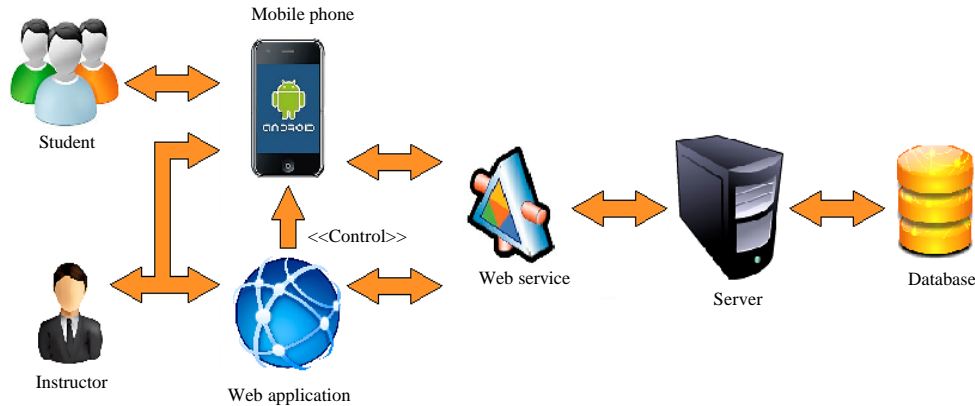 Mobile phone
ANDROID
Student
<<Control>>
Web service
Server
Database
Instructor
Web application